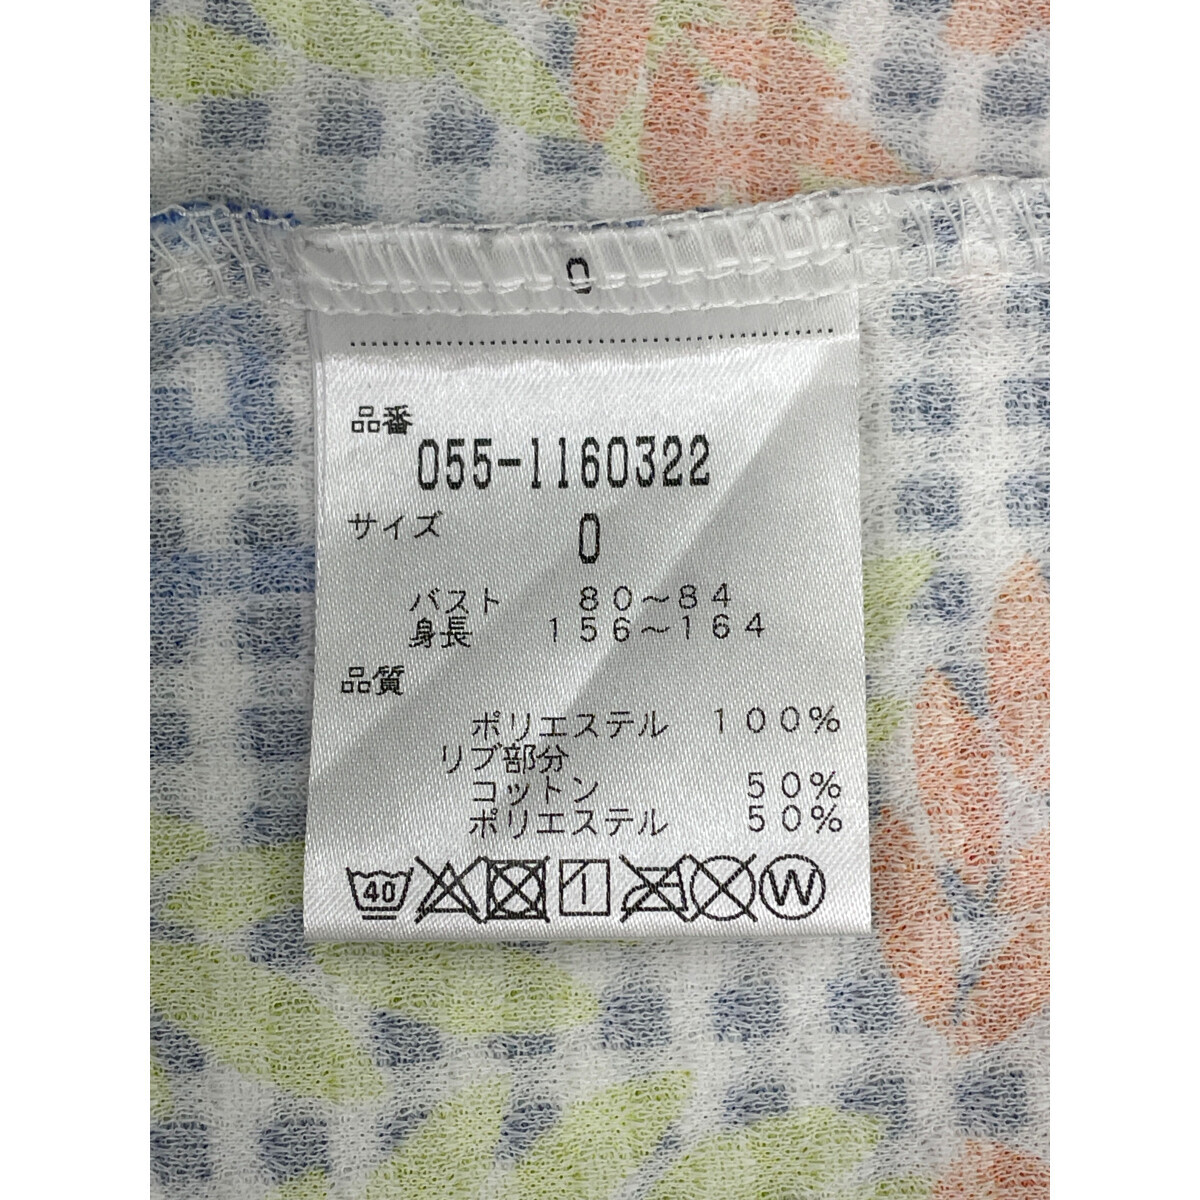 0
品番
055-1160322
サイズ 0
バスト 80～84
身長 156～164
品質
ポリエステル 100%
リブ部分
コットン 50%
ポリエステル 50%
40 W